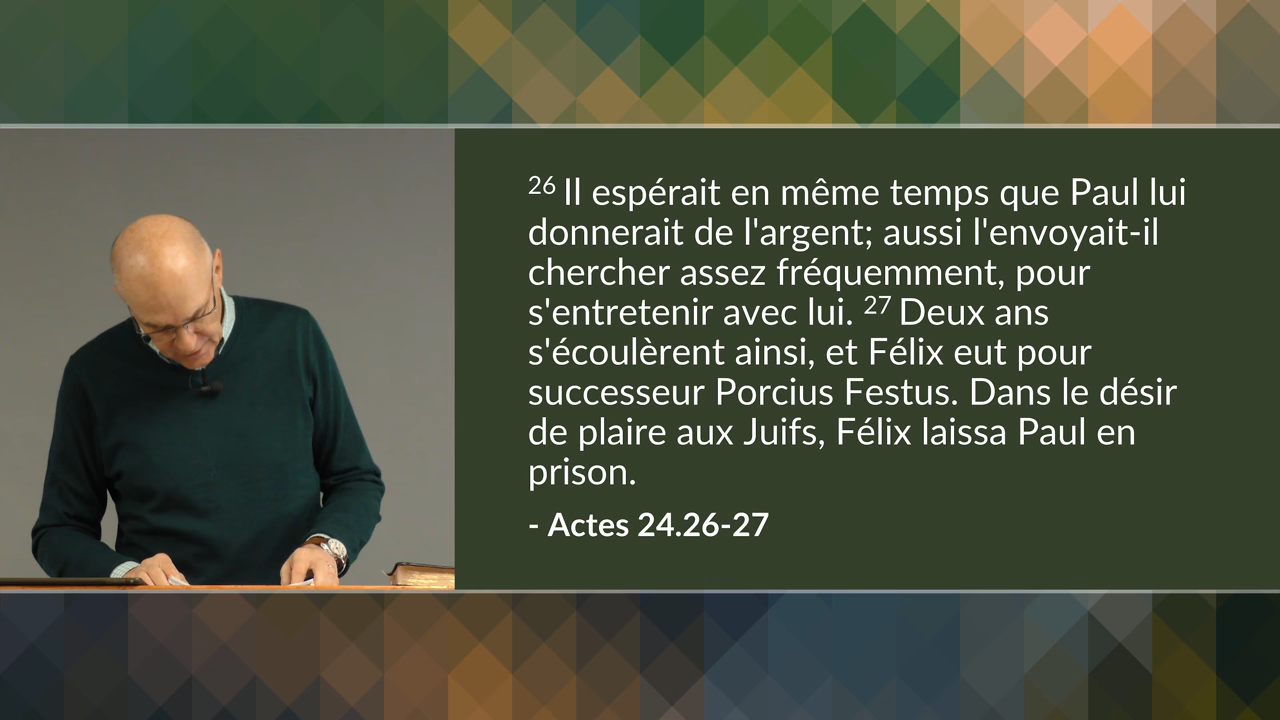 26 Il espérait en même temps que Paul lui
donnerait de l'argent; aussi l'envoyait-il
chercher assez fréquemment, pour
s'entretenir avec lui. 27 Deux ans
s'écoulèrent ainsi, et Félix eut pour
successeur Porcius Festus. Dans le désir
de plaire aux Juifs, Félix laissa Paul en
prison.
- Actes 24.26-27